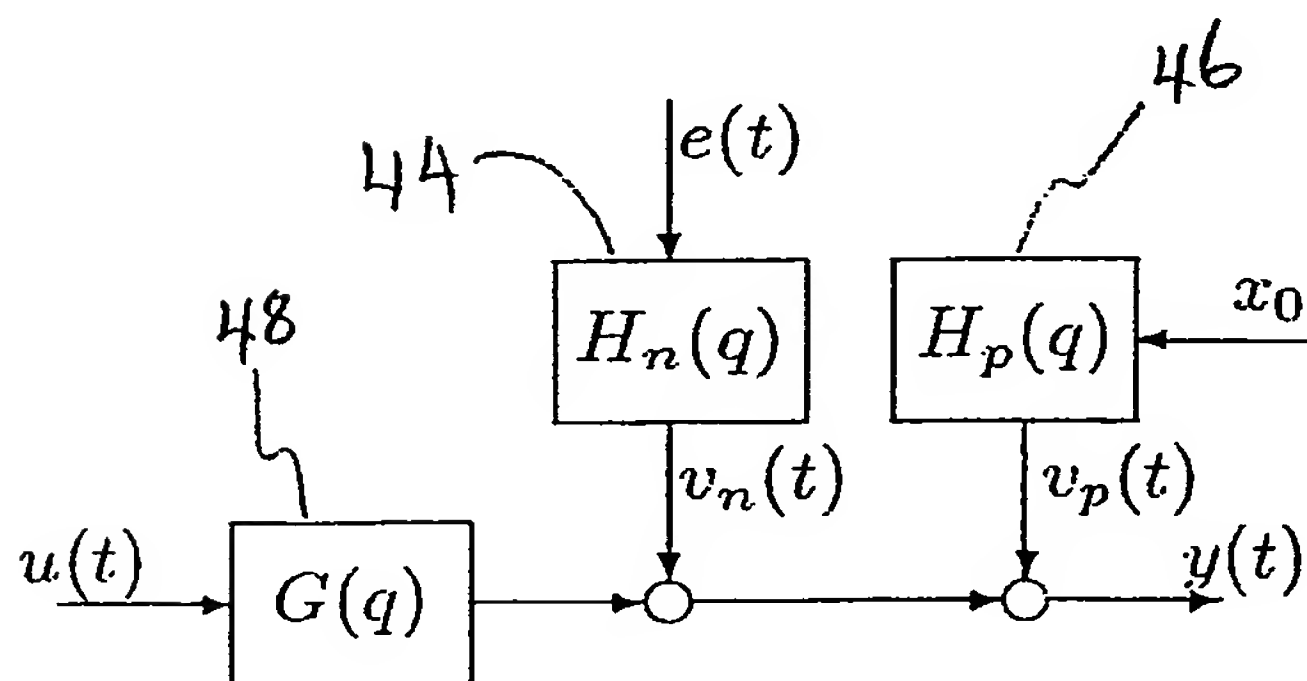 46
e(t)
44
H_n(q)
H_p(q)
x_0
48
v_n(t)
v_p(t)
u(t)
G(q)
y(t)